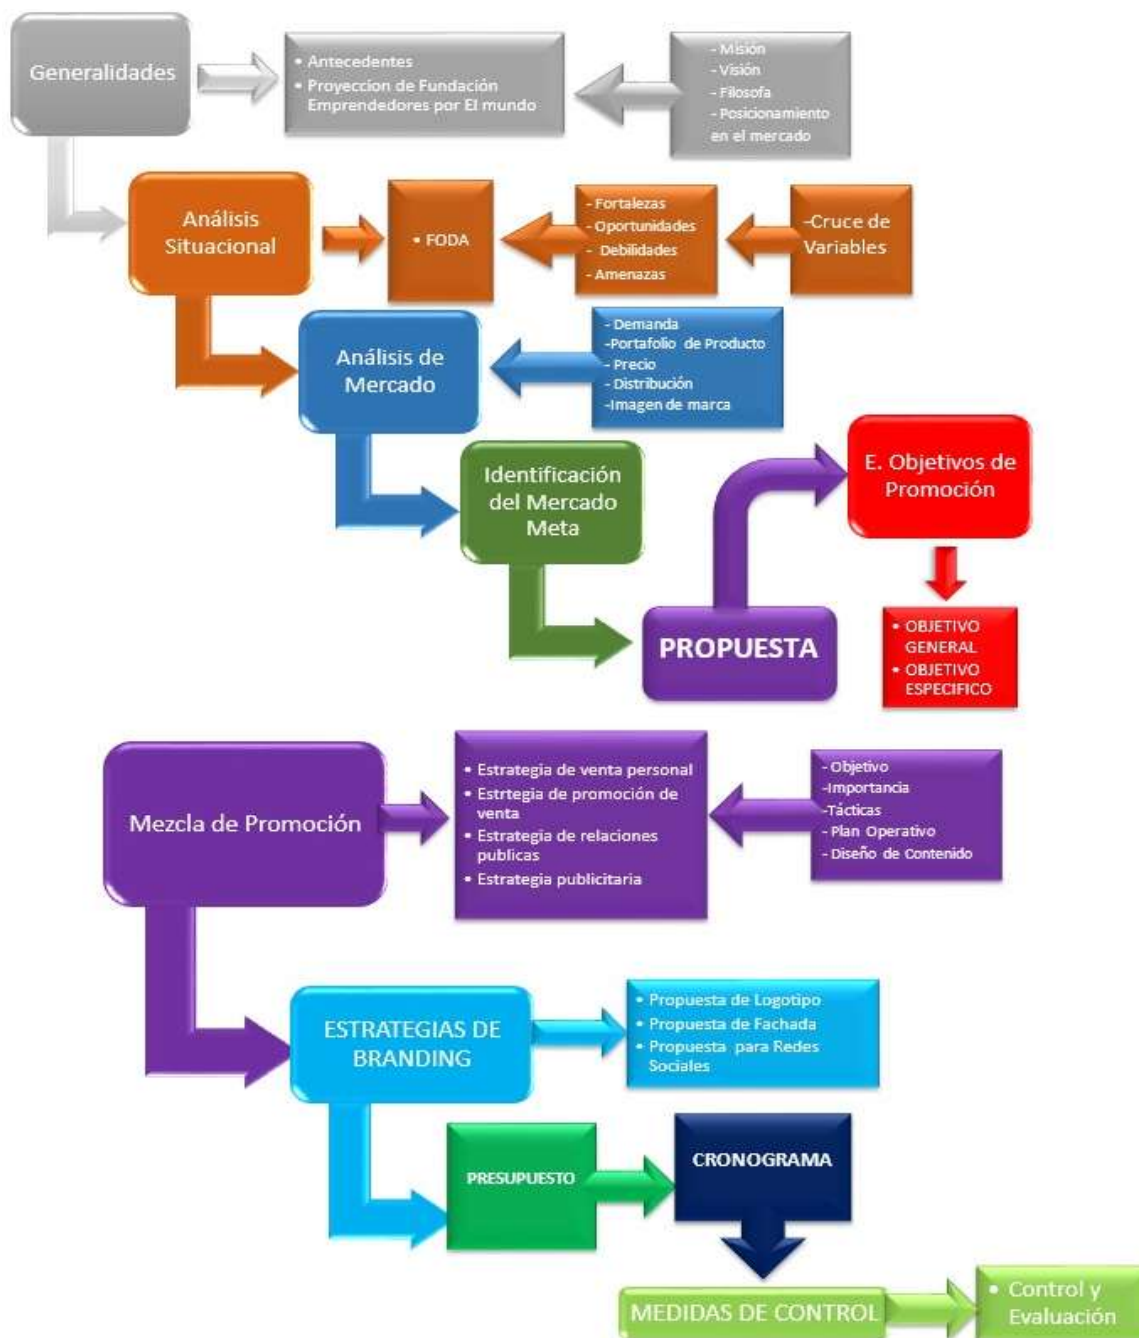 Generalidades
• Antecedentes
• Proyeccion de Fundación
Emprendedores por El mundo
- Misión
- Visión
- Filosofa
- Posicionamiento
en el mercado
Análisis
Situacional
• FODA
- Fortalezas
- Oportunidades
- Debilidades
- Amenazas
-Cruce de
Variables
Análisis de
Mercado
- Demanda
-Portafolio de Producto
- Precio
- Distribución
-Imagen de marca
Identificación
del Mercado
Meta
PROPUESTA
E. Objetivos de
Promoción
• OBJETIVO
GENERAL
• OBJETIVO
ESPECIFICO
Mezcla de Promoción
• Estrategia de venta personal
• Estrtegia de promoción de
venta
• Estrategia de relaciones
publicas
• Estrategia publicitaria
- Objetivo
-Importancia
-Tácticas
- Plan Operativo
- Diseño de Contenido
ESTRATEGIAS DE
BRANDING
• Propuesta de Logotipo
• Propuesta de Fachada
• Propuesta para Redes
Sociales
PRESUPUESTO
CRONOGRAMA
MEDIDAS DE CONTROL
• Control y
Evaluación